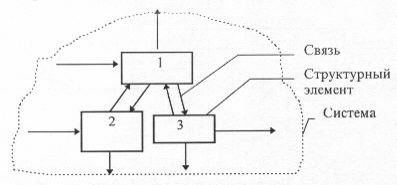 1
Связь
Структурный
элемент
2
3
Система